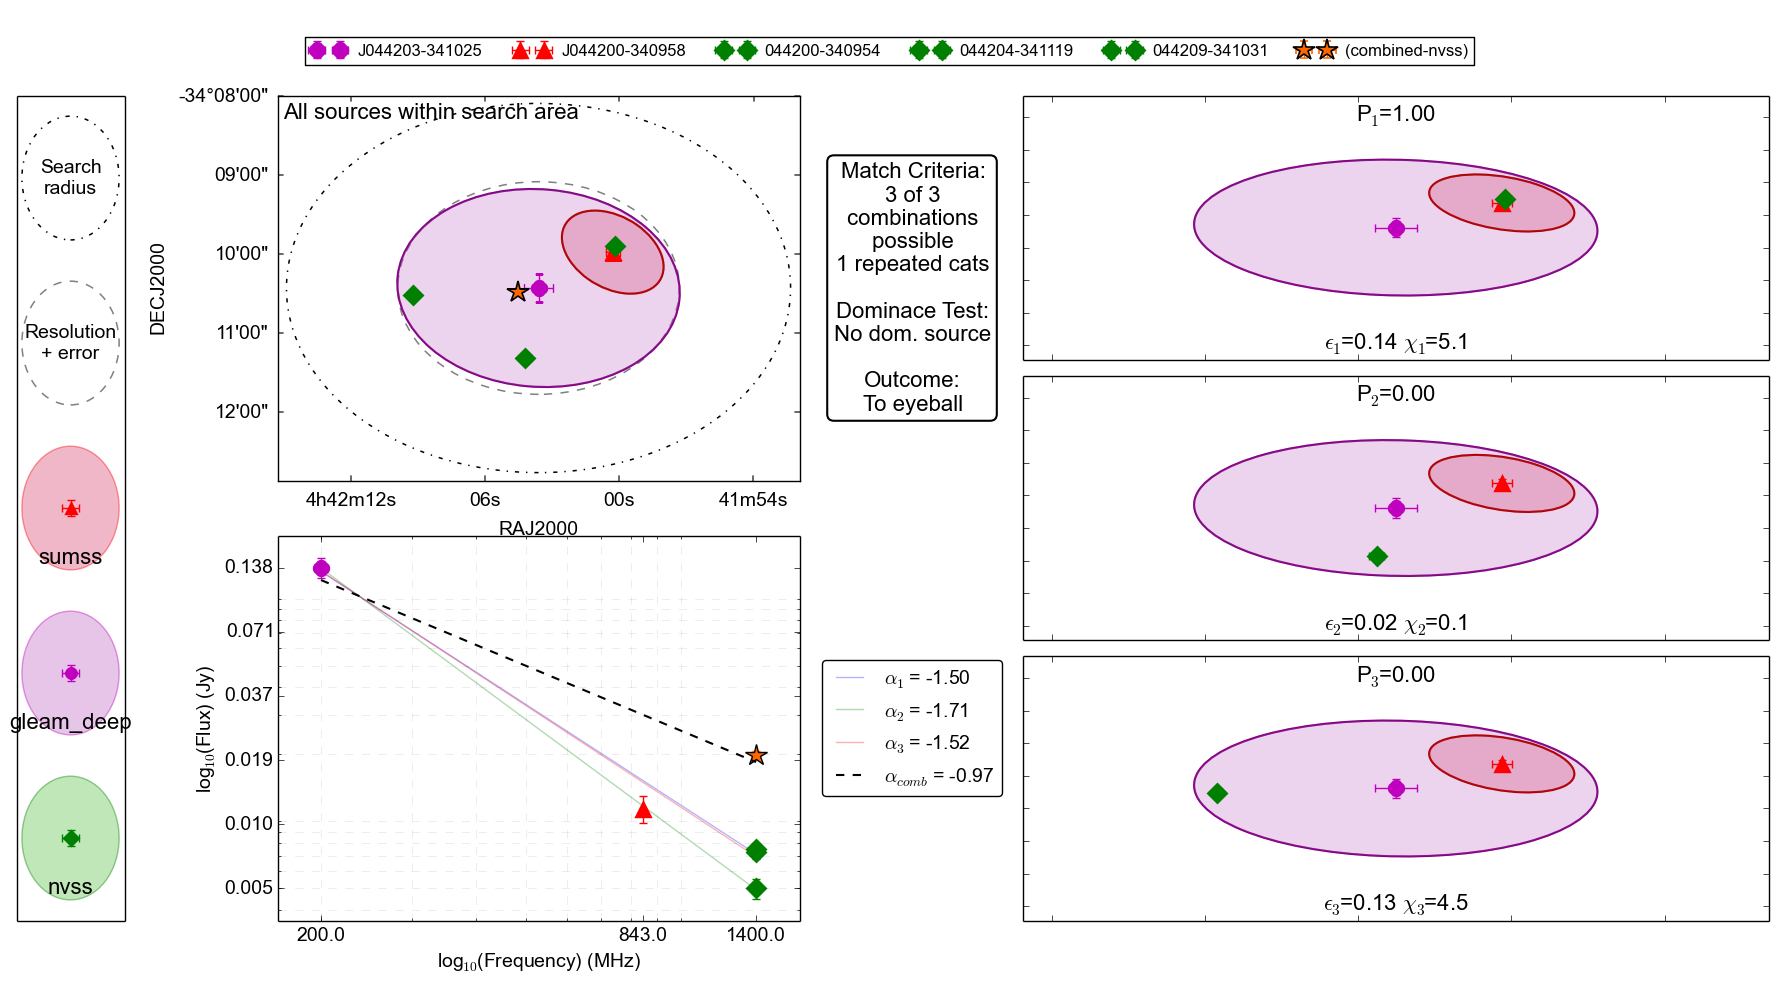 J044203-341025
J044200-340958
044200-340954
044204-341119
044209-341031
(combined-nvss)
Search
radius
Resolution
+ error
sumss
gleam_deep
nvss
All sources within search area
-34°08'00"
09'00"
10'00"
11'00"
12'00"
DECJ2000
4h42m12s
06s
00s
41m54s
RAJ2000
Match Criteria:
3 of 3
combinations
possible
1 repeated cats
Dominace Test:
No dom. source
Outcome:
To eyeball
0.138
0.071
0.037
0.019
0.010
0.005
log10(Flux) (Jy)
200.0
843.0
1400.0
log10(Frequency) (MHz)
α1 = -1.50
α2 = -1.71
α3 = -1.52
αcomb = -0.97
P1=1.00
ϵ1=0.14 χ1=5.1
P2=0.00
ϵ2=0.02 χ2=0.1
P3=0.00
ϵ3=0.13 χ3=4.5